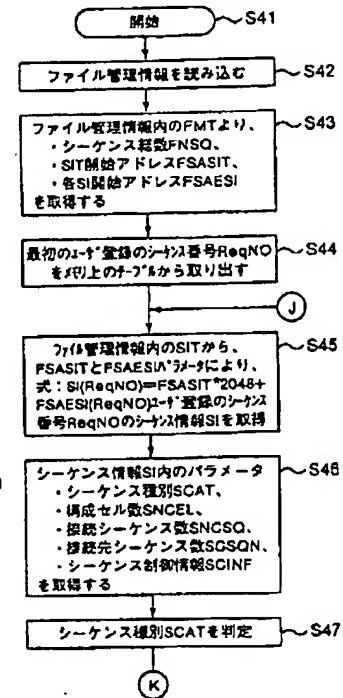 開始
S41
ファイル管理情報を読み込む
S42
ファイル管理情報内のFMTより、
・シーケンス総数FNSQ、
・SIT開始アドレスFSASIT、
・各SI開始アドレスFSAESI
を取得する
S43
最初のユーザ登録のシーケンス番号ReqNO
をメモリ上のテーブルから取り出す
S44
J
ファイル管理情報内のSITから、
FSASITとFSAESIパラメータにより、
式：SI(ReqNO)=FSASIT*2048+
FSAESI(ReqNO)ユーザ登録のシーケンス
番号ReqNOのシーケンス情報SIを取得
S45
シーケンス情報SI内のパラメータ
・シーケンス種別SCAT、
・構成セル数SNCEL、
・接続シーケンス数SNCSQ、
・接続先シーケンス数SCSQN、
・シーケンス制御情報SCINF
を取得する
S46
シーケンス種別SCATを判定
S47
K